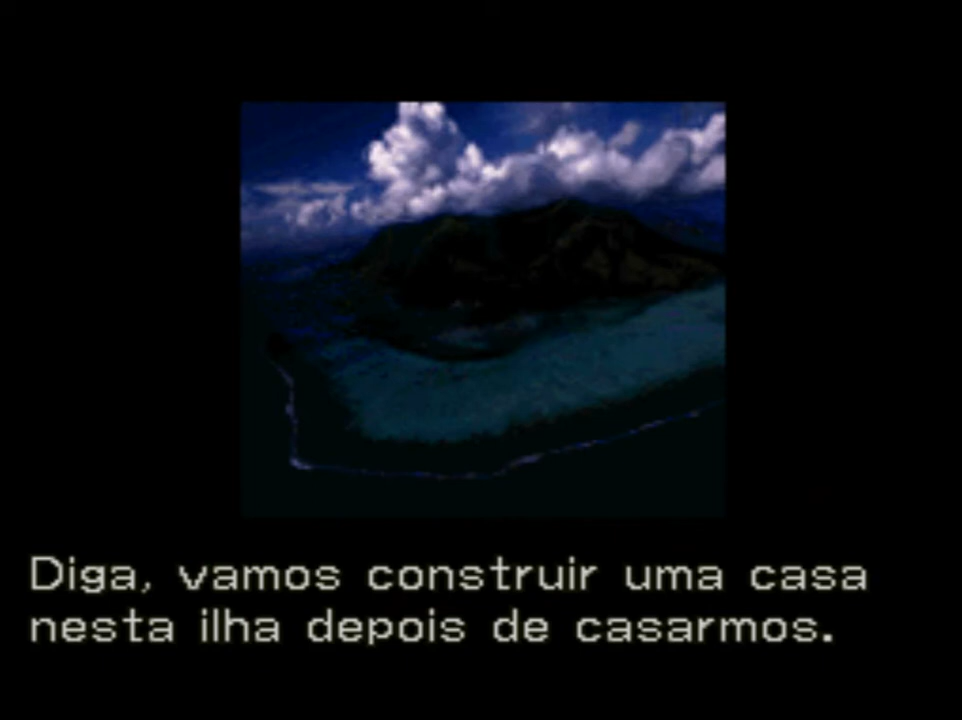 Diga, vamos construir uma casa
nesta ilha depois de casarmos.